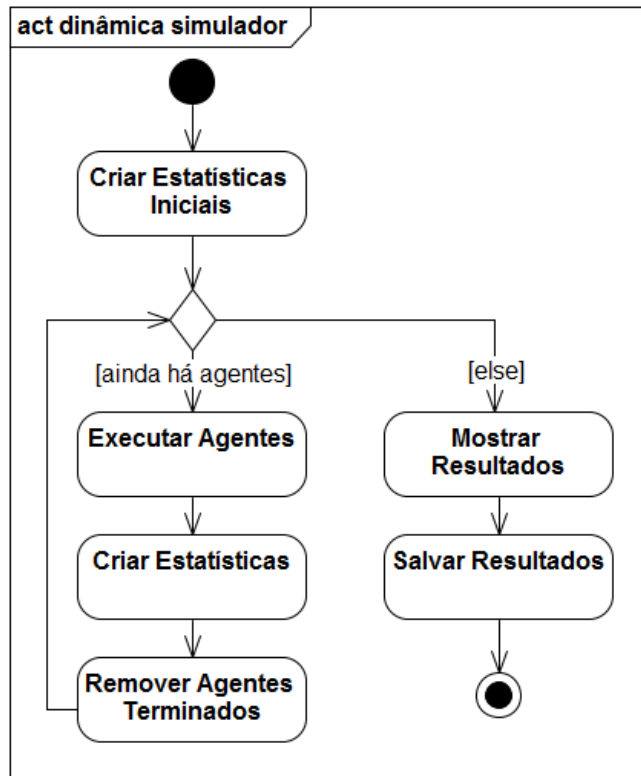 act dinâmica simulador
Criar Estatísticas
Iniciais
[ainda há agentes]
[else]
Executar Agentes
Mostrar
Resultados
Criar Estatísticas
Salvar Resultados
Remover Agentes
Terminados